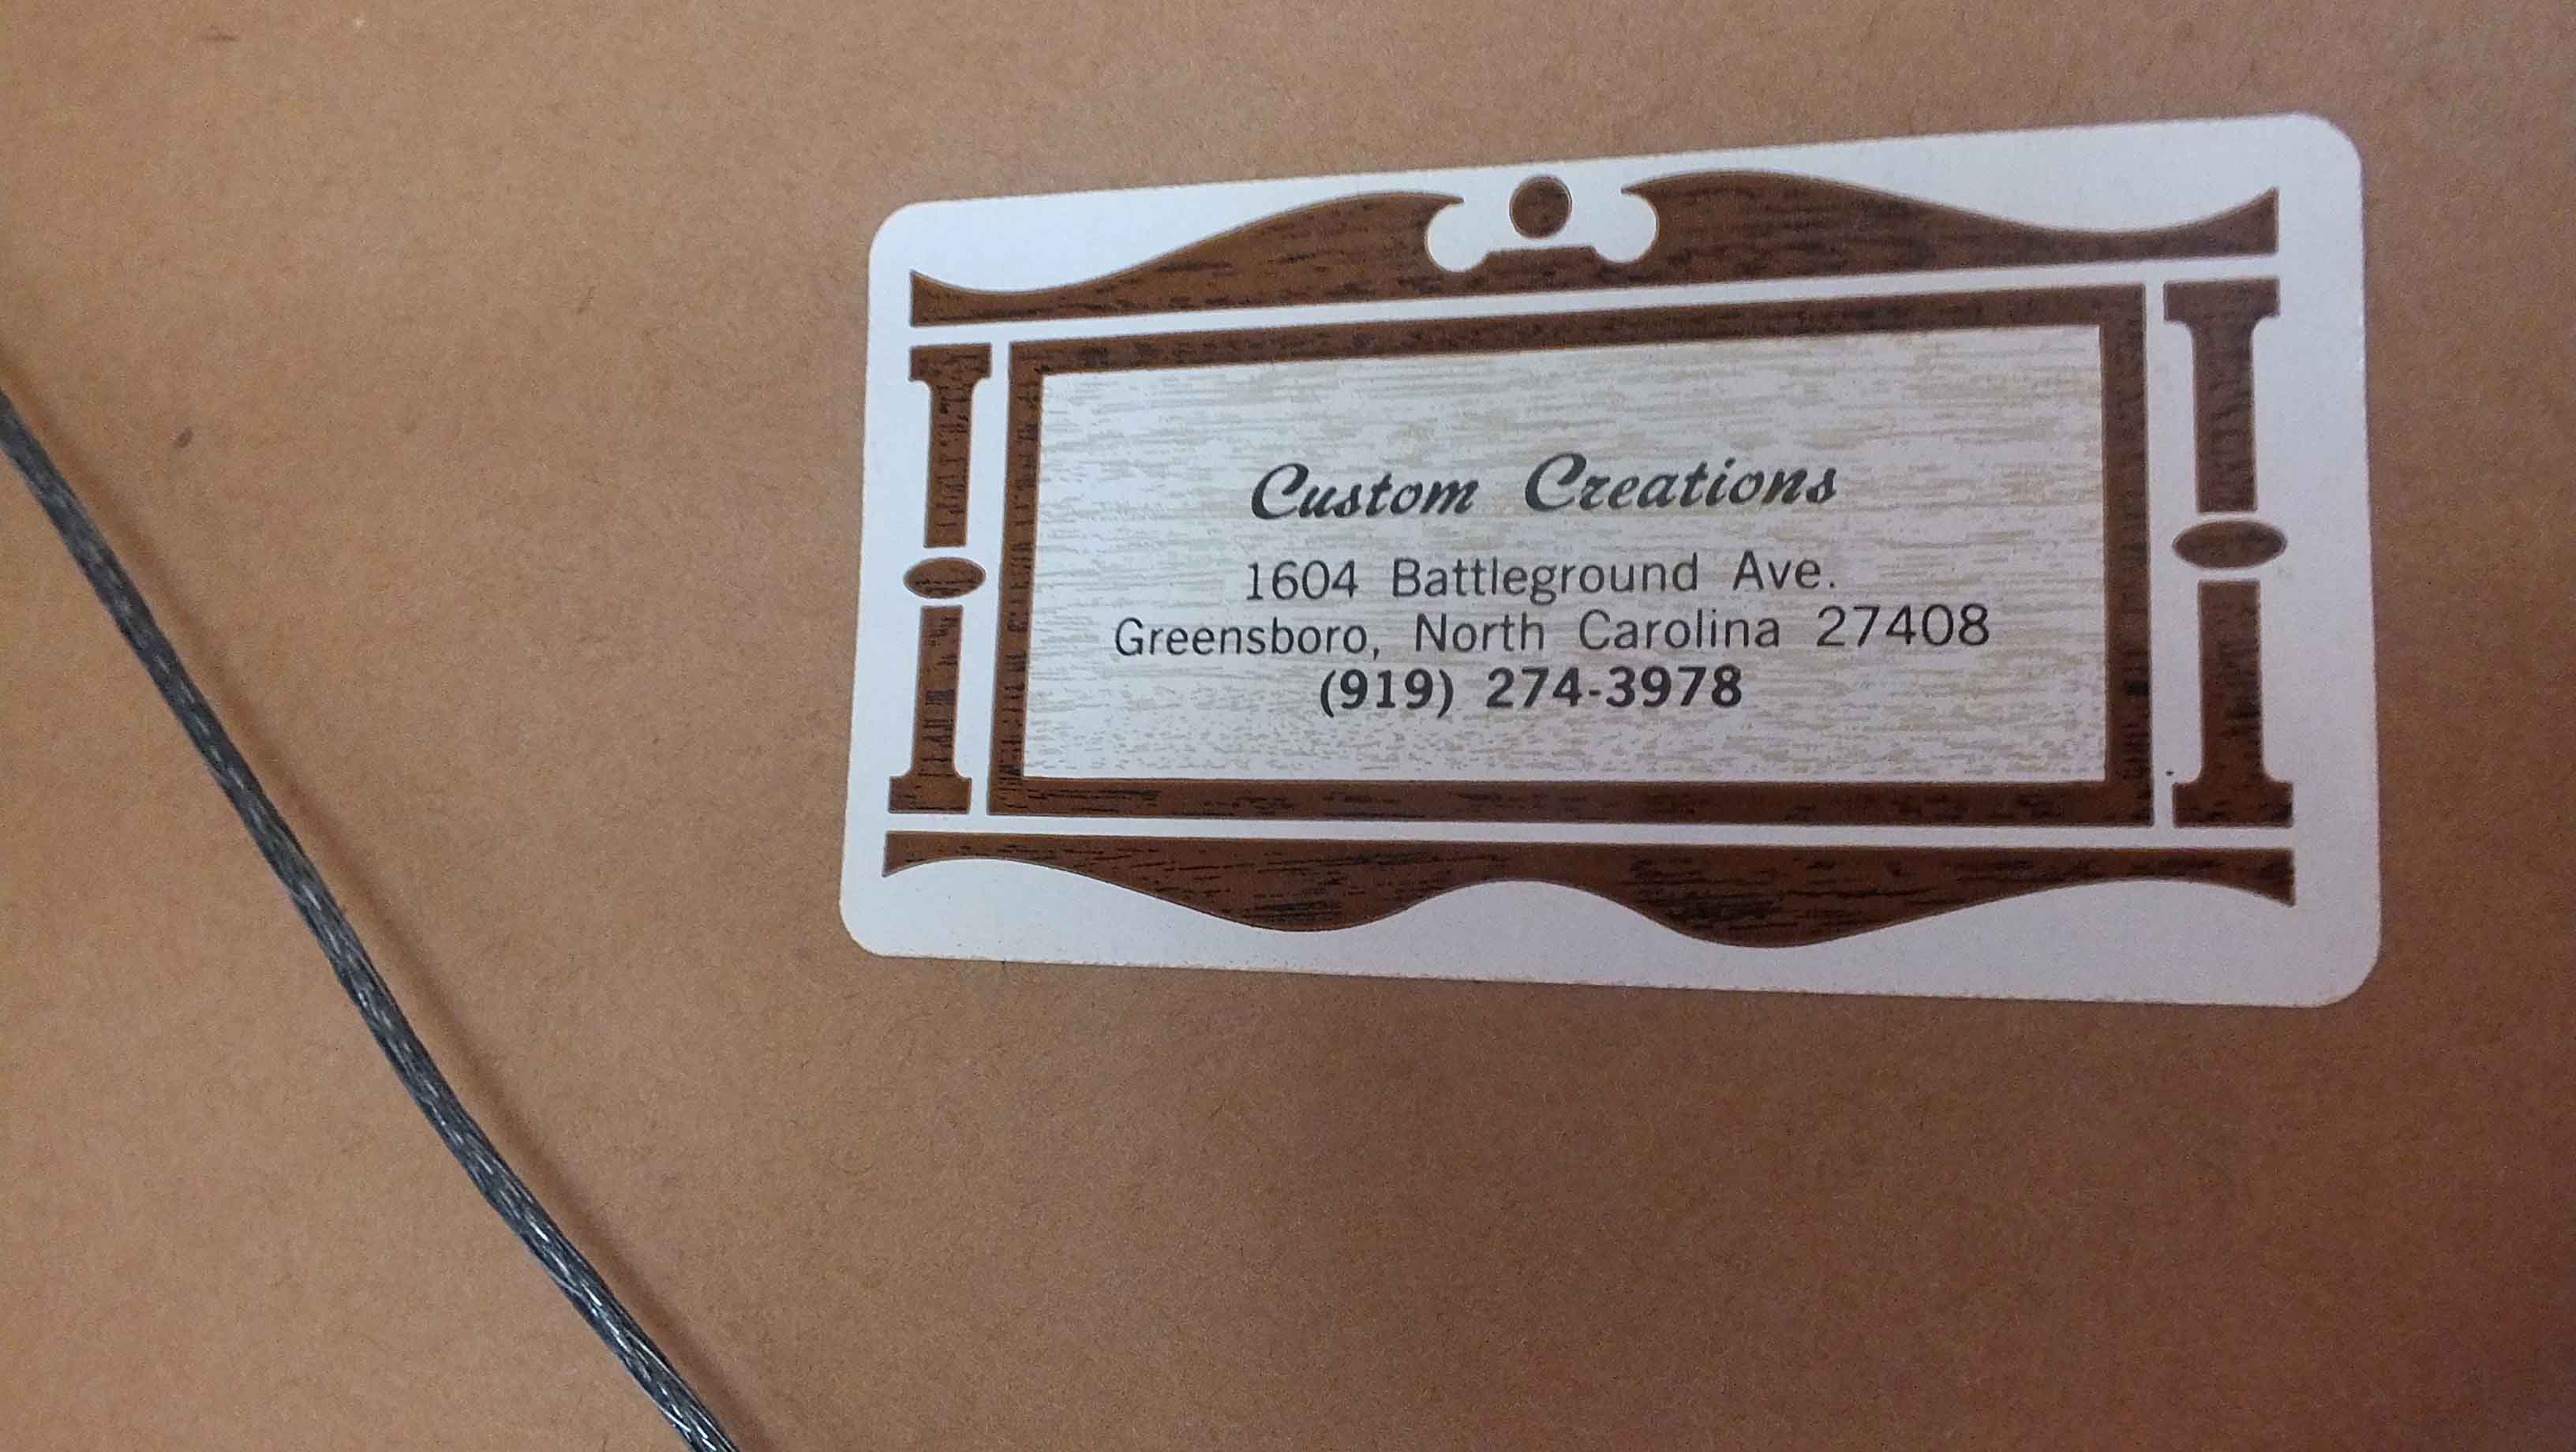 Custom Creations
1604 Battleground Ave.
Greensboro, North Carolina 27408
(919) 274-3978